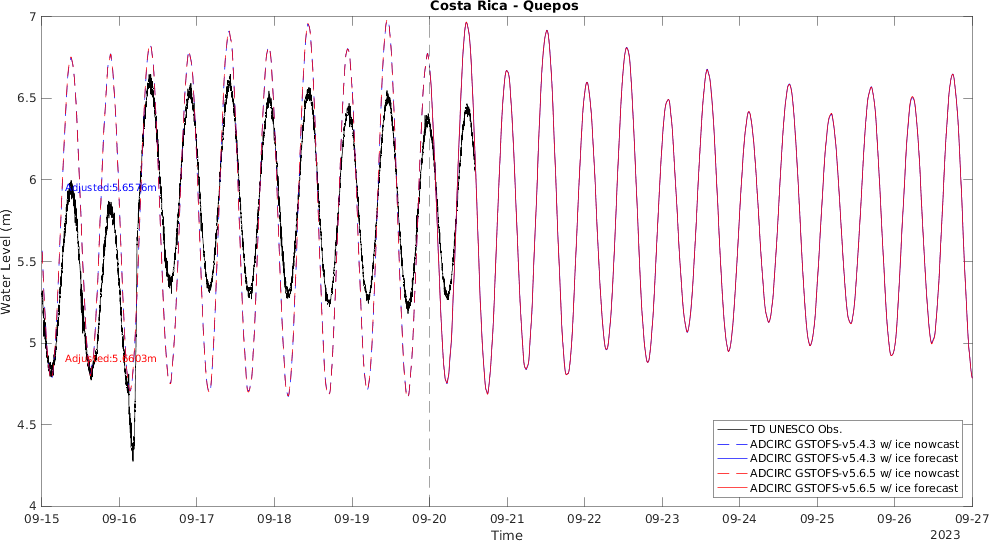 Costa Rica - Quepos
Water Level (m)
7
6.5
6
5.5
5
4.5
4
Adjusted:5.6576m
Adjusted:5.6603m
TD UNESCO Obs.
ADCIRC GSTOFS-v5.4.3 w/ ice nowcast
ADCIRC GSTOFS-v5.4.3 w/ ice forecast
ADCIRC GSTOFS-v5.6.5 w/ ice nowcast
ADCIRC GSTOFS-v5.6.5 w/ ice forecast
09-15 09-16 09-17 09-18 09-19 09-20 09-21 09-22 09-23 09-24 09-25 09-26 09-27
Time
2023